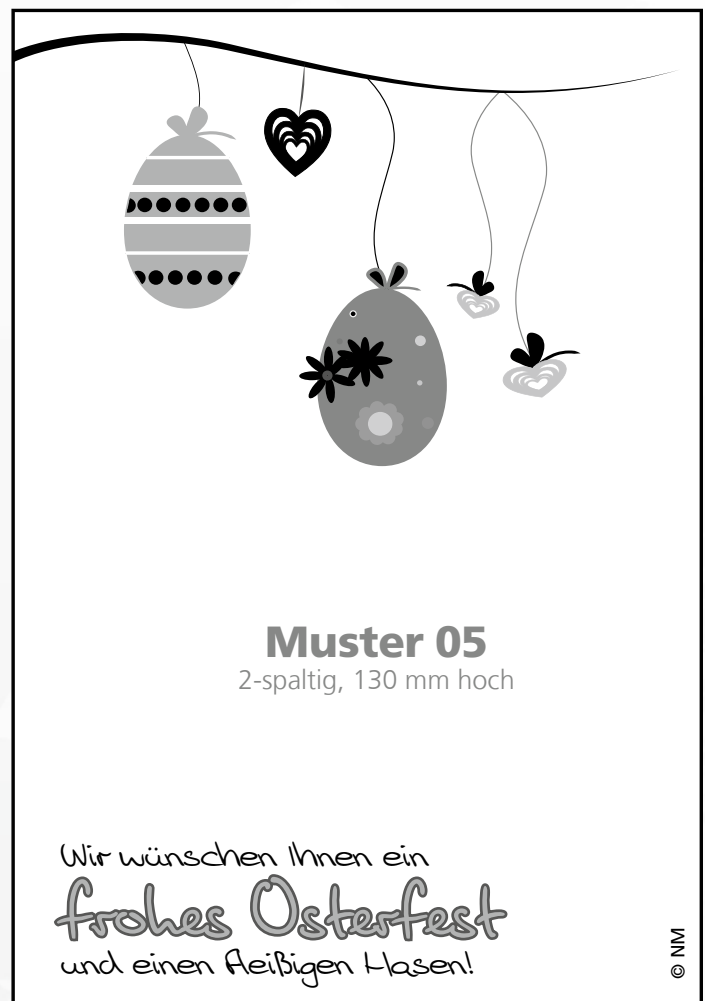 Muster 05
2-spaltig, 130 mm hoch
Wir wünschen Ihnen ein
frohes Osterfest
und einen fleißigen Hasen!
© NM